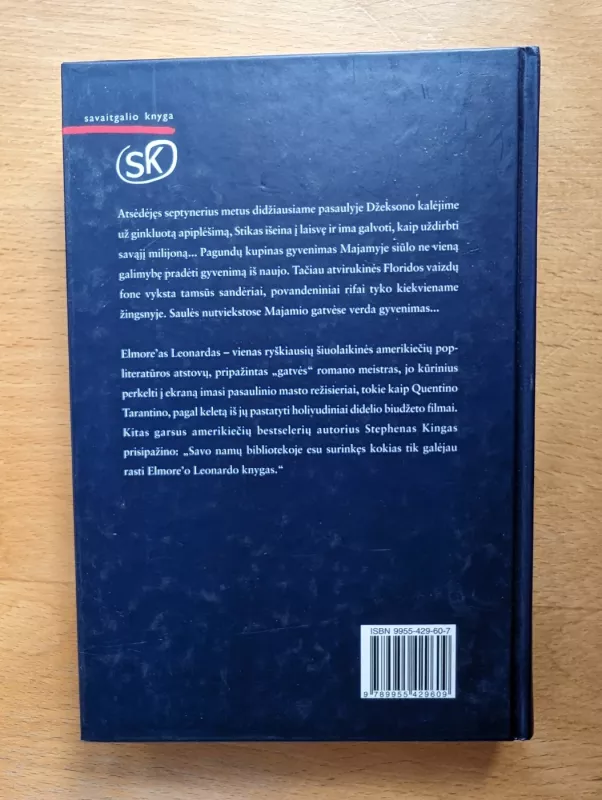 savaitgalio knyga
SK
Atsėdėjęs septynerius metus didžiausiame pasaulyje Džeksono kalėjime
už ginkluotą apiplėšimą, Stikas išeina į laisvę ir ima galvoti, kaip uždirbti
savąjį milijoną... Pagundų kupinas gyvenimas Majamyje siūlo ne vieną
galimybę pradėti gyvenimą iš naujo. Tačiau atvirukinės Floridos vaizdų
fone vyksta tamsūs sandėriai, povandeniniai rifai tyko kiekviename
žingsnyje. Saulės nutviekstose Majamio gatvėse verda gyvenimas...
Elmore'as Leonardas – vienas ryškiausių šiuolaikinės amerikiečių pop-
literatūros atstovų, pripažintas „gatvės“ romano meistras, jo kūrinius
perkelti į ekraną imasi pasaulinio masto režisieriai, tokie kaip Quentino
Tarantino, pagal keletą iš jų pastatyti holivudiniai didelio biudžeto filmai.
Kitas garsus amerikiečių bestselerių autorius Stephenas Kingas
prisipažino: „Savo namų bibliotekoje esu surinkęs kokias tik galėjau
rasti Elmore'o Leonardo knygas.“
ISBN 9955-429-60-7
9 789955 429609